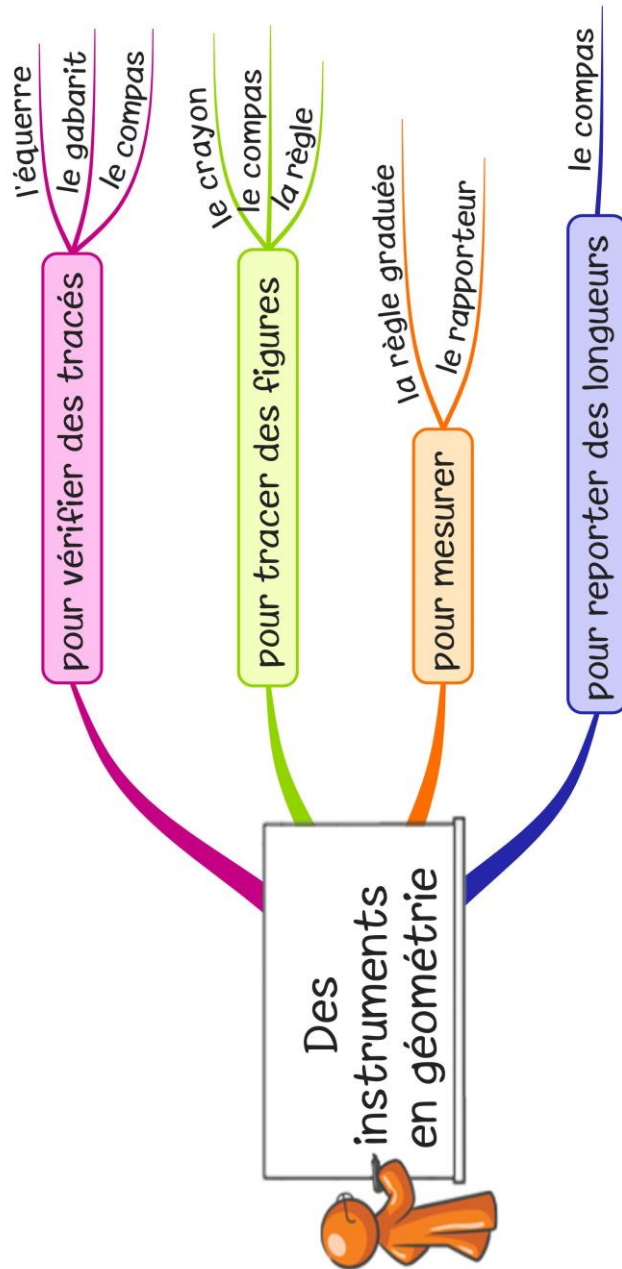 Des
instruments
en géométrie
pour vérifier des tracés
l'équerre
le gabarit
le compas
pour tracer des figures
le crayon
le compas
la règle
pour mesurer
la règle graduée
le rapporteur
pour reporter des longueurs
le compas